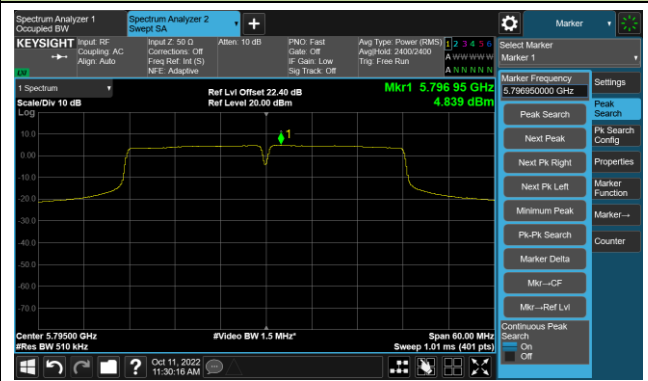 Spectrum Analyzer 1
Occupied BW
Spectrum Analyzer 2
Swept SA
Marker
KEYSIGHT
Input: RF
Coupling: AC
Align: Auto
Input Z: 50 Ω
Corrections: Off
Freq Ref: Int (S)
NFE: Adaptive
Atten: 10 dB
PNO: Fast
Gate: Off
IF Gain: Low
Sig Track: Off
Avg Type: Power (RMS)
Avg|Hold: 2400/2400
Trig: Free Run
1 2 3 4 5 6
A W W W W W
A N N N N N
LXI
1 Spectrum
Scale/Div 10 dB
Log
Ref Lvl Offset 22.40 dB
Ref Level 20.00 dBm
Mkr1 5.796 95 GHz
4.839 dBm
1
10.0
0.00
-10.0
-20.0
-30.0
-40.0
-50.0
-60.0
-70.0
Center 5.79500 GHz
#Res BW 510 kHz
#Video BW 1.5 MHz*
Span 60.00 MHz
Sweep 1.01 ms (401 pts)
Select Marker
Marker 1
Marker Frequency
5.796950000 GHz
Peak Search
Next Peak
Next Pk Right
Next Pk Left
Minimum Peak
Pk-Pk Search
Marker Delta
Mkr→CF
Mkr→Ref Lvl
Continuous Peak
Search
On
Off
Settings
Peak
Search
Pk Search
Config
Properties
Marker
Function
Marker→
Counter
?
Oct 11, 2022
11:30:16 AM